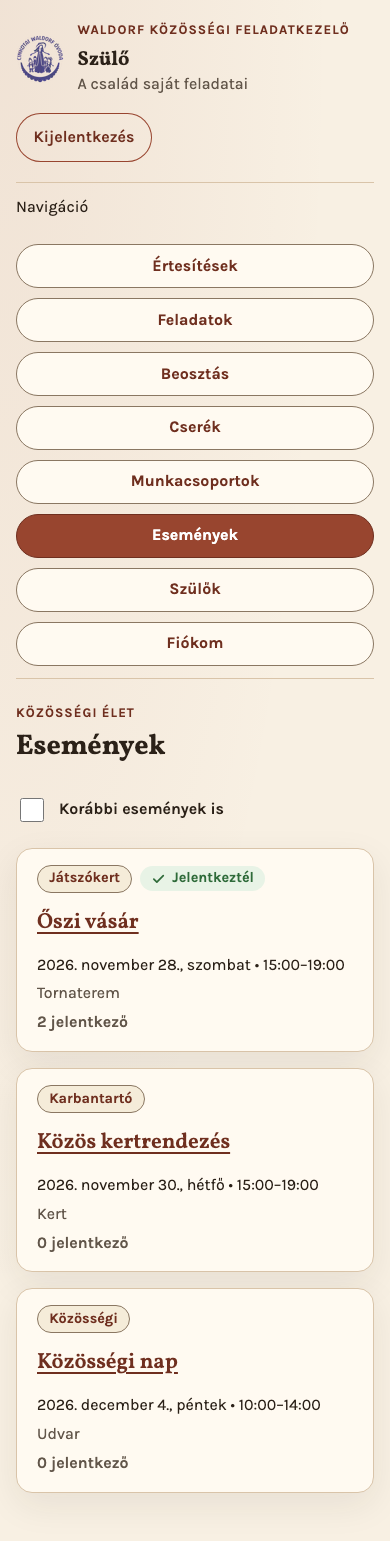 WALDORF KÖZÖSSÉGI FELADATKEZELŐ
Szülő
A család saját feladatai
Kijelentkezés
Navigáció
Értesítések
Feladatok
Beosztás
Cserék
Munkacsoportok
Események
Szülők
Fiókom
KÖZÖSSÉGI ÉLET
Események
Korábbi események is
Játszókert
Jelentkeztél
Őszi vásár
2026. november 28., szombat • 15:00–19:00
Tornaterem
2 jelentkező
Karbantartó
Közös kertrendezés
2026. november 30., hétfő • 15:00–19:00
Kert
0 jelentkező
Közösségi
Közösségi nap
2026. december 4., péntek • 10:00–14:00
Udvar
0 jelentkező